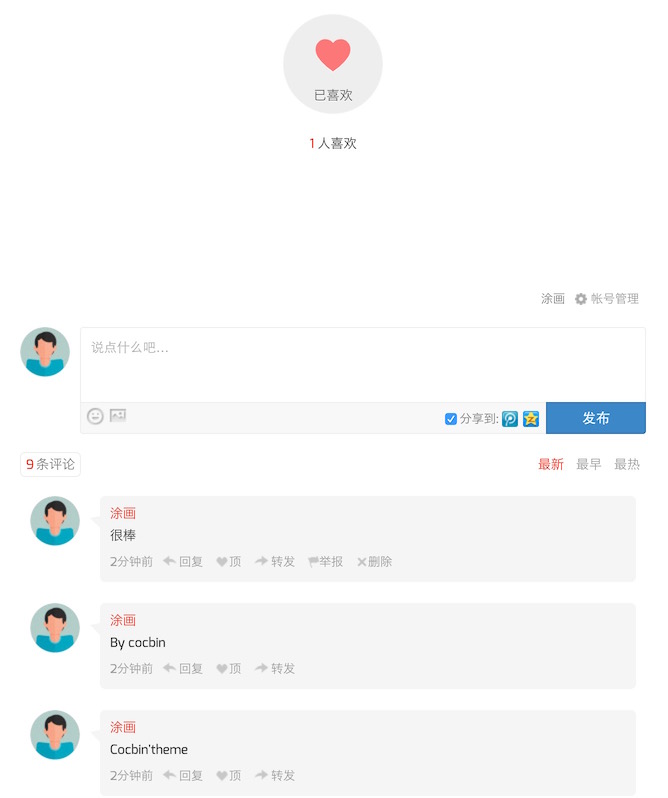 已喜欢
1 人喜欢
涂画 帐号管理
说点什么吧...
分享到: 发布
9条评论 最新 最早 最热
涂画
很棒
2分钟前 回复 顶 转发 举报 删除
涂画
By cocbin
2分钟前 回复 顶 转发
涂画
Cocbin'theme
2分钟前 回复 顶 转发